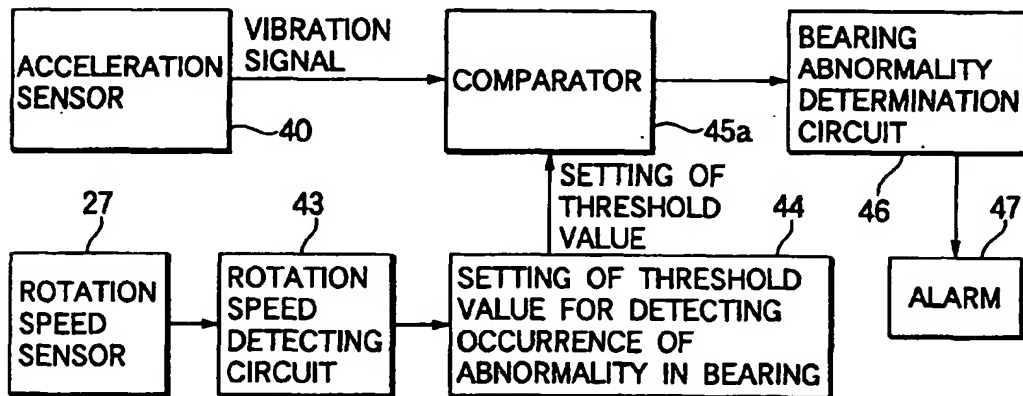 ACCELERATION
SENSOR
40
VIBRATION
SIGNAL
COMPARATOR
45a
BEARING
ABNORMALITY
DETERMINATION
CIRCUIT
46
SETTING OF
THRESHOLD
VALUE
27
ROTATION
SPEED
SENSOR
43
ROTATION
SPEED
DETECTING
CIRCUIT
44
SETTING OF THRESHOLD
VALUE FOR DETECTING
OCCURRENCE OF
ABNORMALITY IN BEARING
47
ALARM